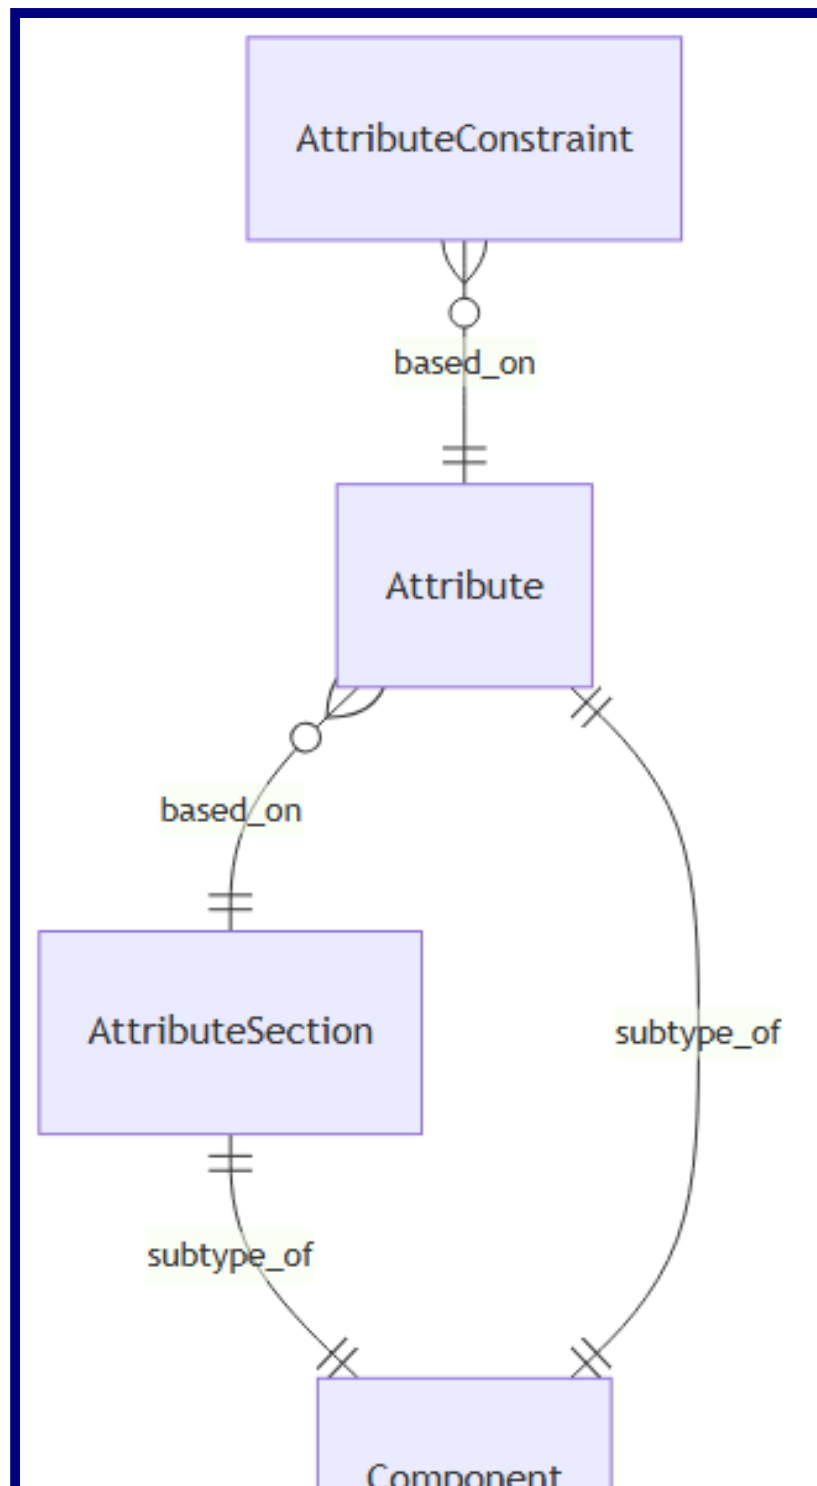 AttributeConstraint
based_on
Attribute
based_on
AttributeSection
subtype_of
subtype_of
Component